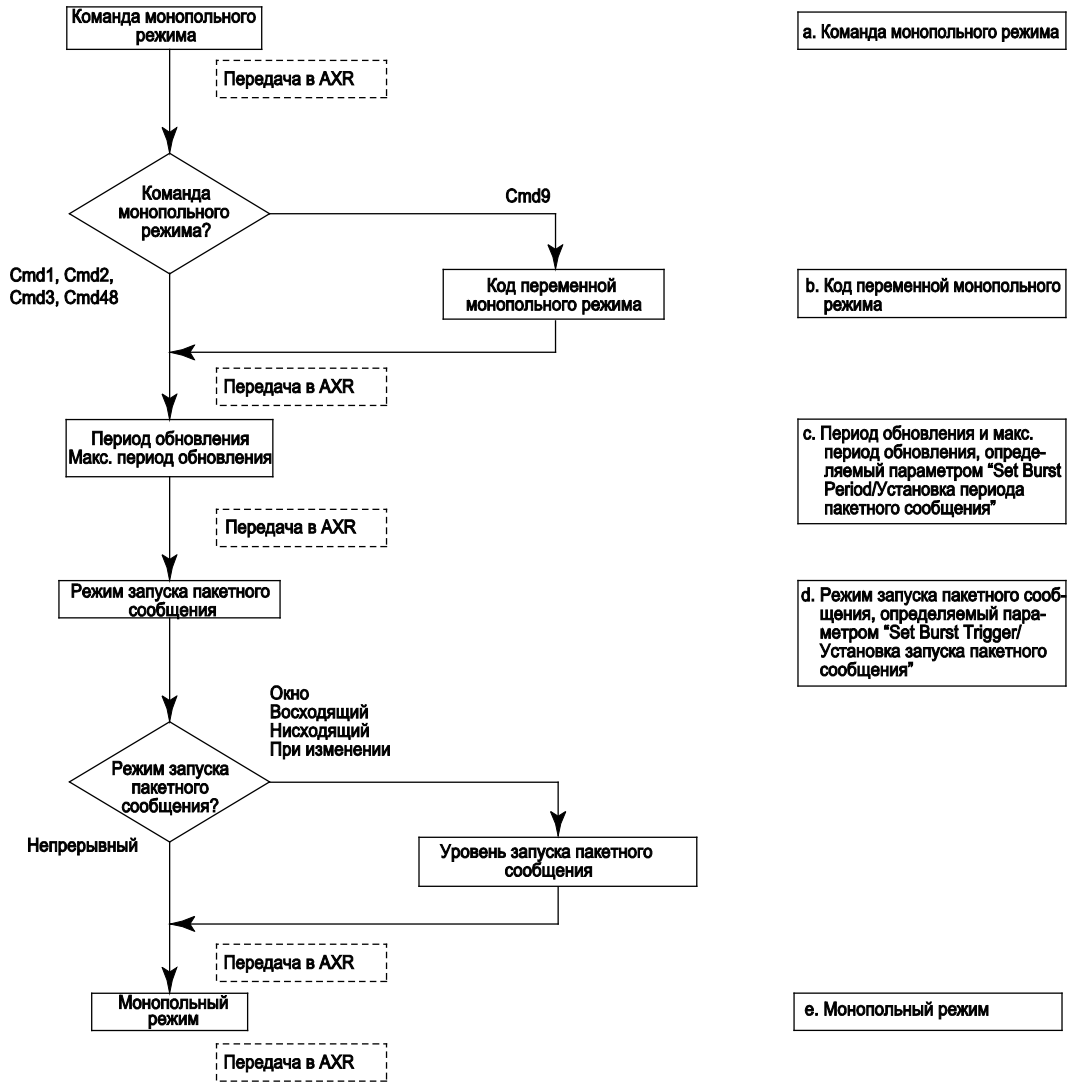 Команда монопольного
режима
a. Команда монопольного режима
Передача в AXR
Команда
монопольного
режима?
Cmd9
Cmd1, Cmd2,
Cmd3, Cmd48
Код переменной
монопольного режима
b. Код переменной монопольного
режима
Передача в AXR
Период обновления
Макс. период обновления
c. Период обновления и макс.
период обновления, опреде-
ляемый параметром "Set Burst
Period/Установка периода
пакетного сообщения"
Передача в AXR
Режим запуска пакетного
сообщения
d. Режим запуска пакетного сооб-
щения, определяемый пара-
метром "Set Burst Trigger/
Установка запуска пакетного
сообщения"
Окно
Восходящий
Нисходящий
При изменении
Режим запуска
пакетного
сообщения?
Непрерывный
Уровень запуска пакетного
сообщения
Передача в AXR
Монопольный
режим
e. Монопольный режим
Передача в AXR